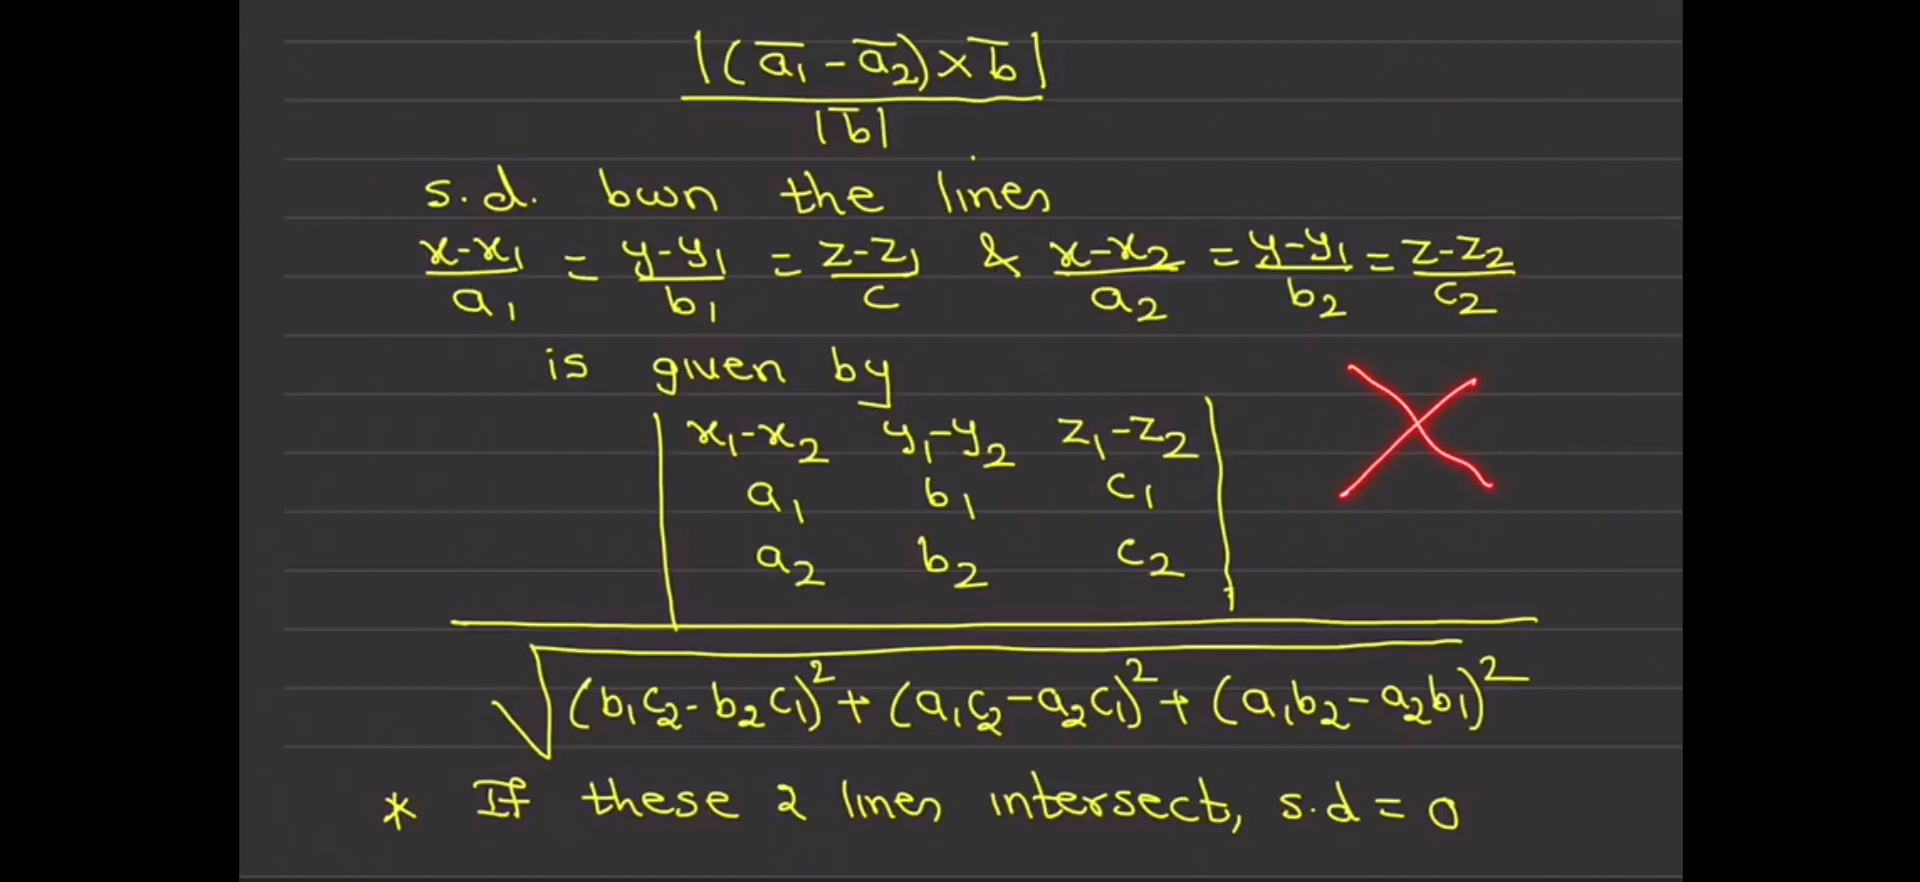 |(a̅₁ - a̅₂) × b̅|
|b̅|
s.d. bwn the lines
x-x₁/a₁ = y-y₁/b₁ = z-z₁/c & x-x₂/a₂ = y-y₁/b₂ = z-z₂/c₂
is given by
| x₁-x₂ y₁-y₂ z₁-z₂ |
a₁ b₁ c₁
a₂ b₂ c₂
√(b₁c₂-b₂c₁)² + (a₁c₂-a₂c₁)² + (a₁b₂-a₂b₁)²
* If these 2 lines intersect, s.d = 0